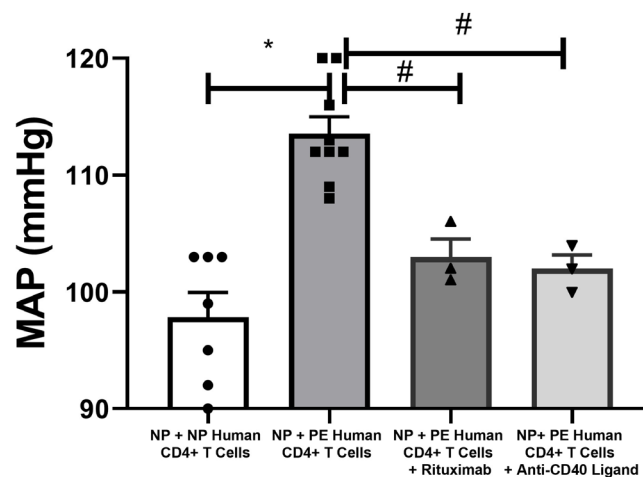 #
*
#
120
110
100
90
MAP (mmHg)
NP + NP Human
CD4+ T Cells
NP + PE Human
CD4+ T Cells
NP + PE Human
CD4+ T Cells
+ Rituximab
NP+ PE Human
CD4+ T Cells
+ Anti-CD40 Ligand